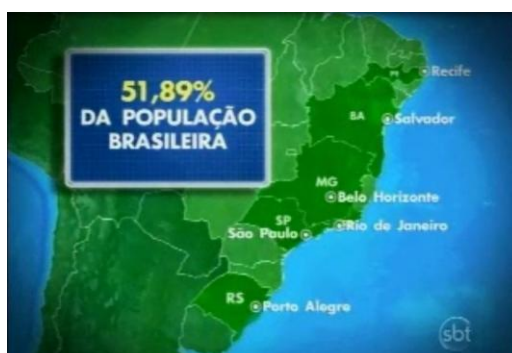 51,89%
DA POPULAÇÃO
BRASILEIRA
PE
Recife
BA
Salvador
MG
Belo Horizonte
SP
São Paulo
Rio de Janeiro
RS
Porto Alegre
sbt